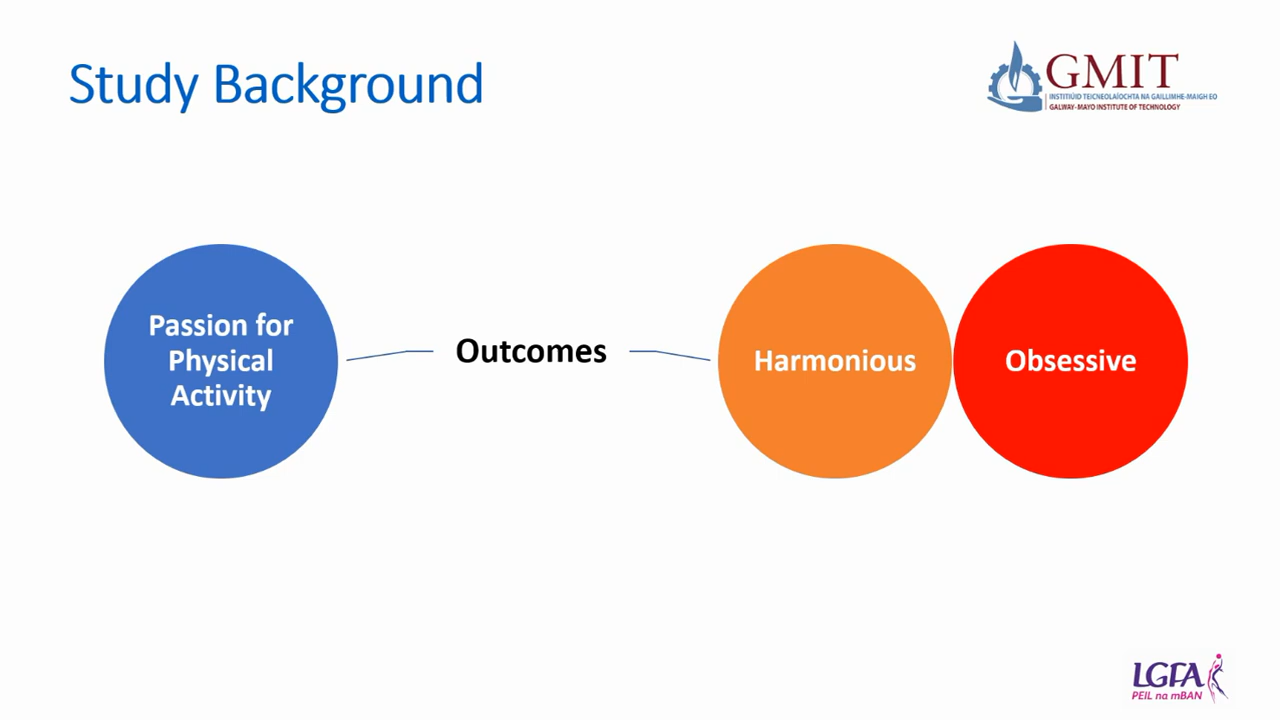 Study Background
GMIT
INSTITIÚID TEICNEOLAÍOCHTA NA GAILLIMHE-MAIGH EO
GALWAY-MAYO INSTITUTE OF TECHNOLOGY
Passion for
Physical
Activity
Outcomes
Harmonious
Obsessive
LGFA
PEIL na mBAN